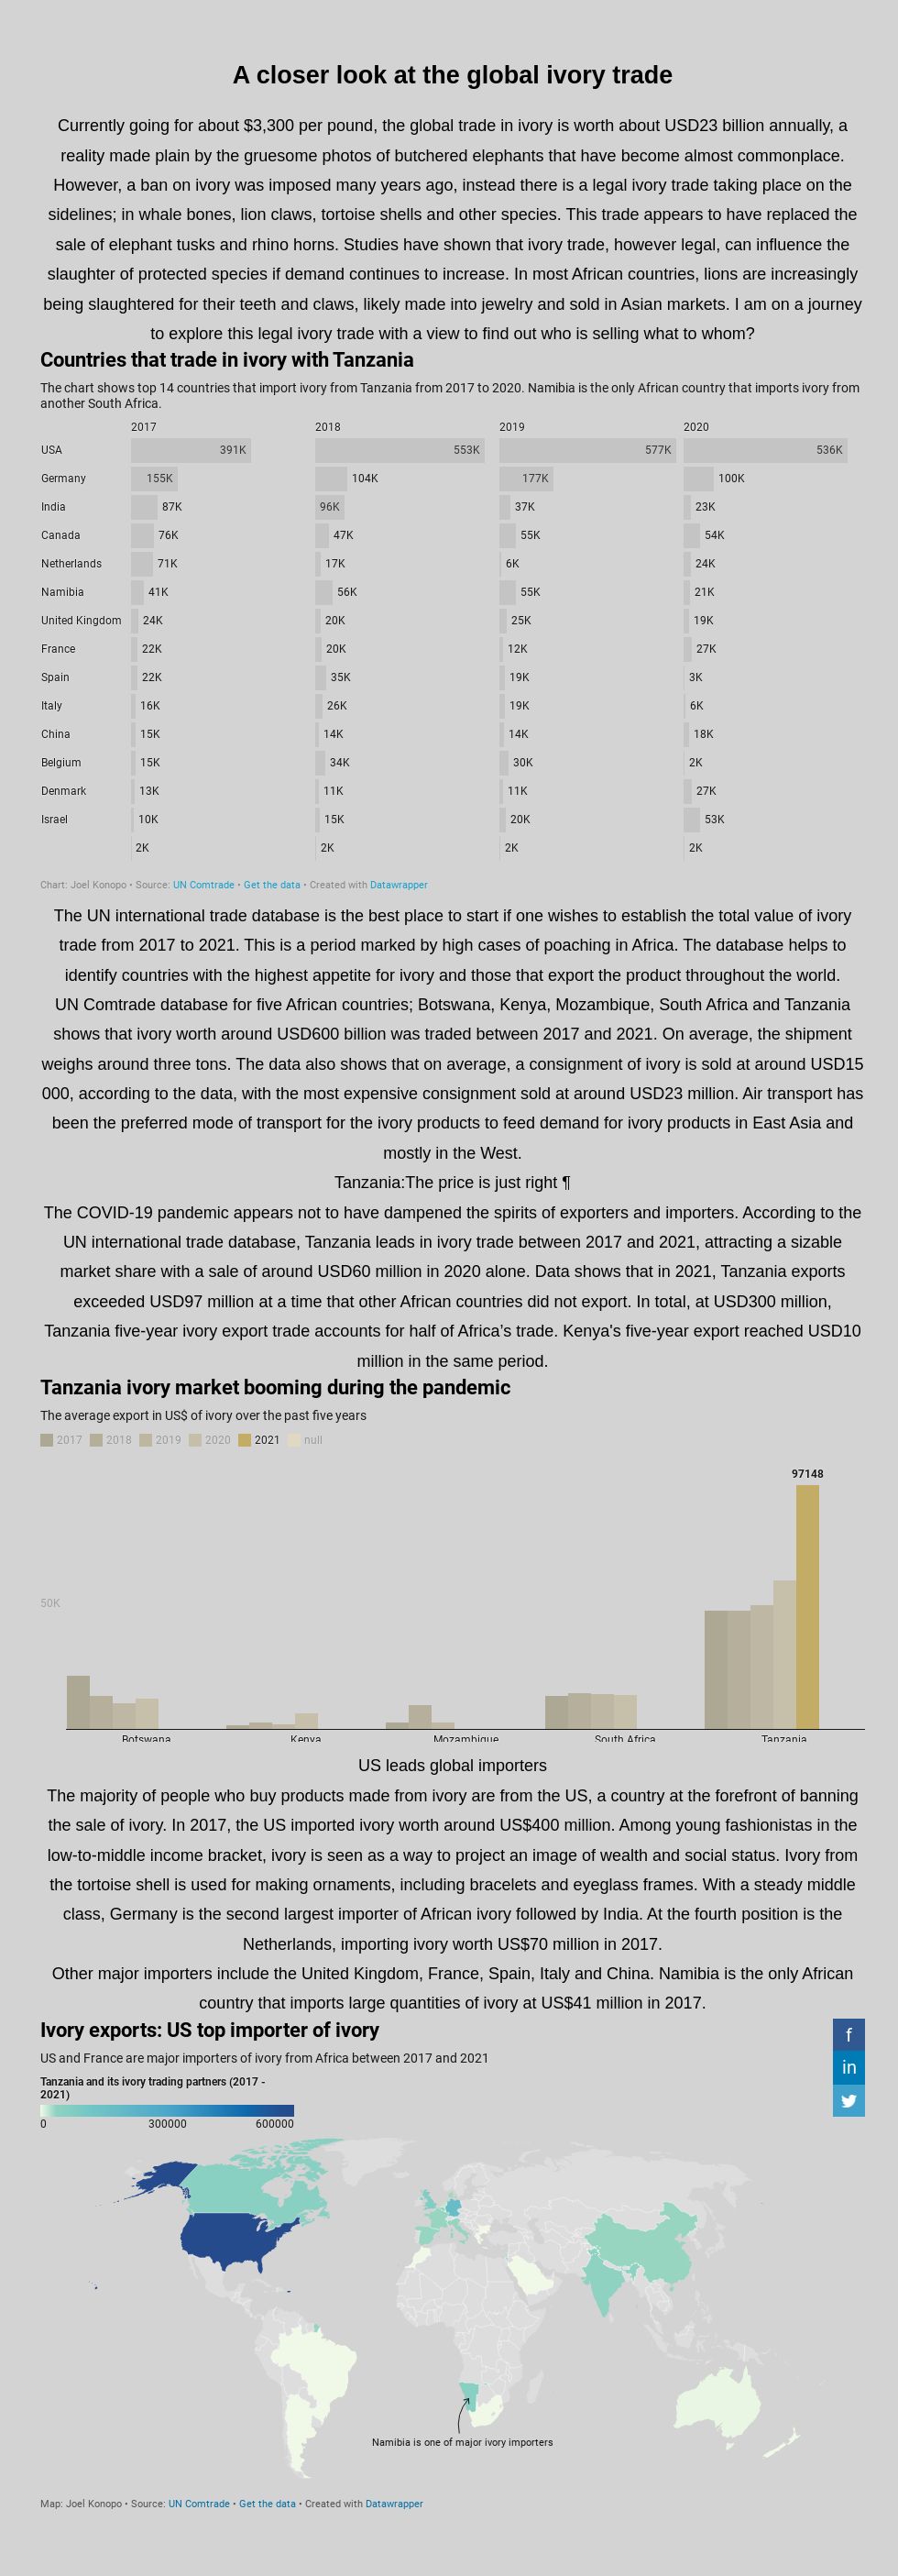 A closer look at the global ivory trade
Currently going for about $3,300 per pound, the global trade in ivory is worth about USD23 billion annually, a
reality made plain by the gruesome photos of butchered elephants that have become almost commonplace.
However, a ban on ivory was imposed many years ago, instead there is a legal ivory trade taking place on the
sidelines; in whale bones, lion claws, tortoise shells and other species. This trade appears to have replaced the
sale of elephant tusks and rhino horns. Studies have shown that ivory trade, however legal, can influence the
slaughter of protected species if demand continues to increase. In most African countries, lions are increasingly
being slaughtered for their teeth and claws, likely made into jewelry and sold in Asian markets. I am on a journey
to explore this legal ivory trade with a view to find out who is selling what to whom?
Countries that trade in ivory with Tanzania
The chart shows top 14 countries that import ivory from Tanzania from 2017 to 2020. Namibia is the only African country that imports ivory from
another South Africa.
2017 2018 2019 2020
USA 391K 553K 577K 536K
Germany 155K 104K 177K 100K
India 87K 96K 37K 23K
Canada 76K 47K 55K 54K
Netherlands 71K 17K 6K 24K
Namibia 41K 56K 55K 21K
United Kingdom 24K 20K 25K 19K
France 22K 20K 12K 27K
Spain 22K 35K 19K 3K
Italy 16K 26K 19K 6K
China 15K 14K 14K 18K
Belgium 15K 34K 30K 2K
Denmark 13K 11K 11K 27K
Israel 10K 15K 20K 53K
2K 2K 2K 2K
Chart: Joel Konopo • Source: UN Comtrade • Get the data • Created with Datawrapper
The UN international trade database is the best place to start if one wishes to establish the total value of ivory
trade from 2017 to 2021. This is a period marked by high cases of poaching in Africa. The database helps to
identify countries with the highest appetite for ivory and those that export the product throughout the world.
UN Comtrade database for five African countries; Botswana, Kenya, Mozambique, South Africa and Tanzania
shows that ivory worth around USD600 billion was traded between 2017 and 2021. On average, the shipment
weighs around three tons. The data also shows that on average, a consignment of ivory is sold at around USD15
000, according to the data, with the most expensive consignment sold at around USD23 million. Air transport has
been the preferred mode of transport for the ivory products to feed demand for ivory products in East Asia and
mostly in the West.
Tanzania:The price is just right ¶
The COVID-19 pandemic appears not to have dampened the spirits of exporters and importers. According to the
UN international trade database, Tanzania leads in ivory trade between 2017 and 2021, attracting a sizable
market share with a sale of around USD60 million in 2020 alone. Data shows that in 2021, Tanzania exports
exceeded USD97 million at a time that other African countries did not export. In total, at USD300 million,
Tanzania five-year ivory export trade accounts for half of Africa's trade. Kenya's five-year export reached USD10
million in the same period.
Tanzania ivory market booming during the pandemic
The average export in US$ of ivory over the past five years
2017 2018 2019 2020 2021 null
97148
50K
Botswana Kenya Mozambique South Africa Tanzania
US leads global importers
The majority of people who buy products made from ivory are from the US, a country at the forefront of banning
the sale of ivory. In 2017, the US imported ivory worth around US$400 million. Among young fashionistas in the
low-to-middle income bracket, ivory is seen as a way to project an image of wealth and social status. Ivory from
the tortoise shell is used for making ornaments, including bracelets and eyeglass frames. With a steady middle
class, Germany is the second largest importer of African ivory followed by India. At the fourth position is the
Netherlands, importing ivory worth US$70 million in 2017.
Other major importers include the United Kingdom, France, Spain, Italy and China. Namibia is the only African
country that imports large quantities of ivory at US$41 million in 2017.
Ivory exports: US top importer of ivory
US and France are major importers of ivory from Africa between 2017 and 2021
Tanzania and its ivory trading partners (2017 -
2021)
0 300000 600000
f
in
Namibia is one of major ivory importers
Map: Joel Konopo • Source: UN Comtrade • Get the data • Created with Datawrapper